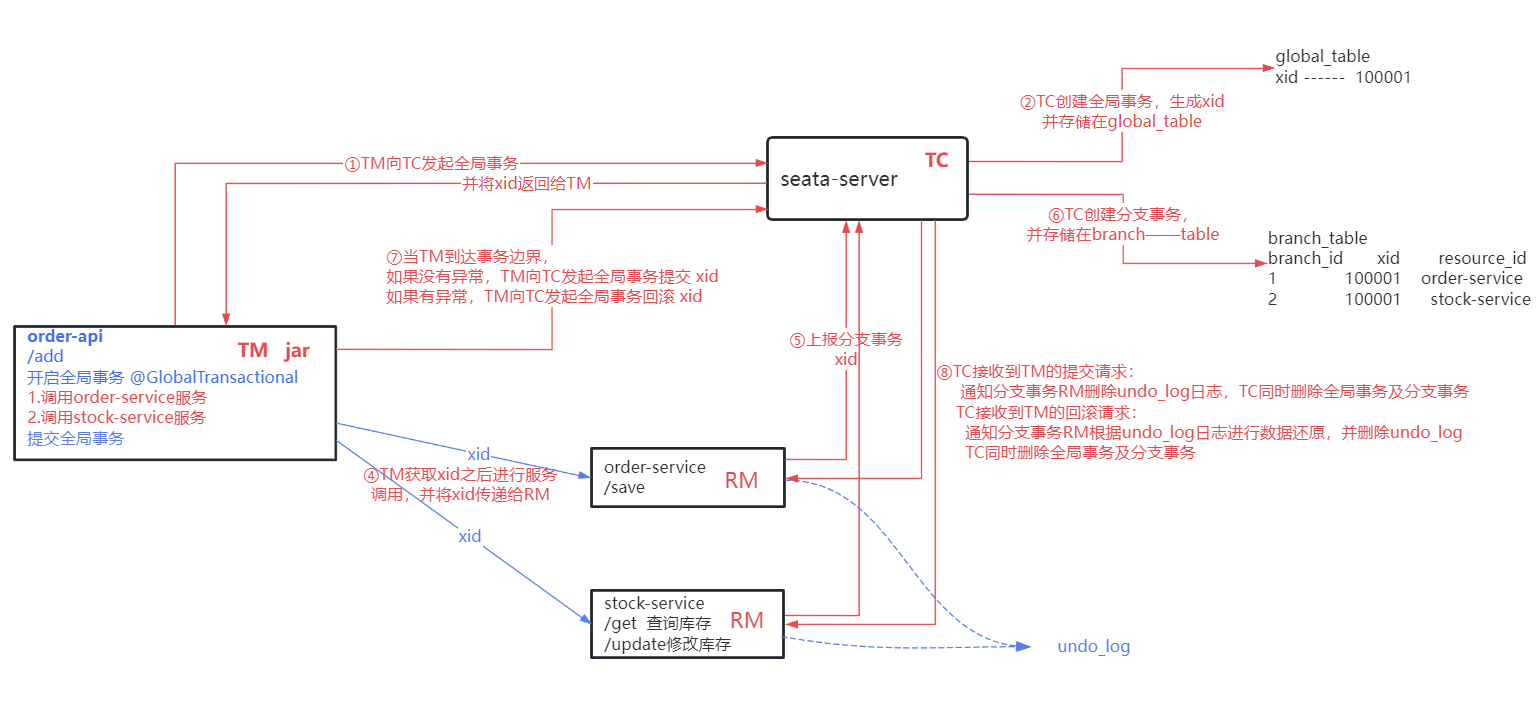 global_table
xid ------ 100001
②TC创建全局事务，生成xid
并存储在global_table
TC
seata-server
①TM向TC发起全局事务
并将xid返回给TM
⑥TC创建分支事务，
并存储在branch——table
branch_table
branch_id xid resource_id
1 100001 order-service
2 100001 stock-service
⑦当TM到达事务边界，
如果没有异常，TM向TC发起全局事务提交 xid
如果有异常，TM向TC发起全局事务回滚 xid
order-api
/add
TM jar
开启全局事务 @GlobalTransactional
1.调用order-service服务
2.调用stock-service服务
提交全局事务
⑤上报分支事务
xid
⑧TC接收到TM的提交请求：
通知分支事务RM删除undo_log日志，TC同时删除全局事务及分支事务
TC接收到TM的回滚请求：
通知分支事务RM根据undo_log日志进行数据还原，并删除undo_log
TC同时删除全局事务及分支事务
xid
④TM获取xid之后进行服务
调用，并将xid传递给RM
xid
order-service
/save
RM
stock-service
/get 查询库存
/update修改库存
RM
undo_log